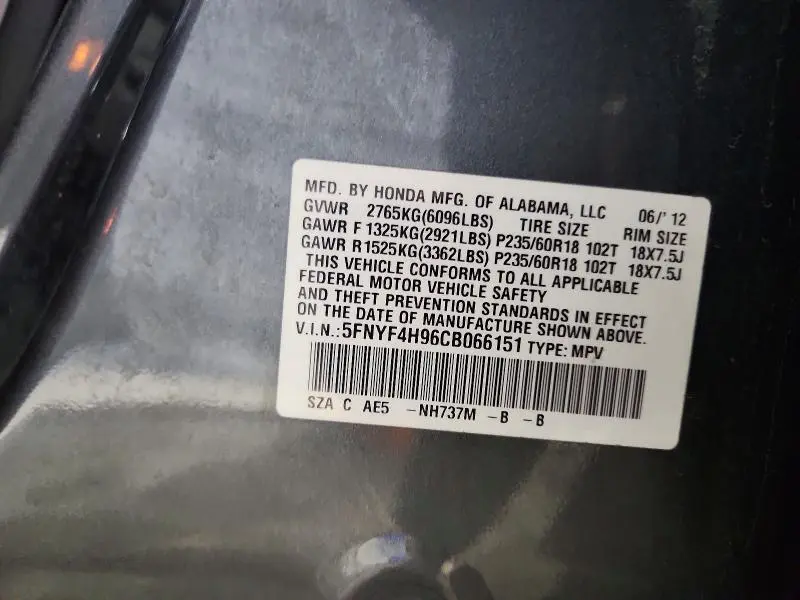 MFD. BY HONDA MFG. OF ALABAMA, LLC 06/'12
GVWR 2765KG(6096LBS) TIRE SIZE RIM SIZE
GAWR F 1325KG(2921LBS) P235/60R18 102T 18X7.5J
GAWR R1525KG(3362LBS) P235/60R18 102T 18X7.5J
THIS VEHICLE CONFORMS TO ALL APPLICABLE
FEDERAL MOTOR VEHICLE SAFETY
AND THEFT PREVENTION STANDARDS IN EFFECT
ON THE DATE OF MANUFACTURE SHOWN ABOVE.
V.I.N.:5FNYF4H96CB066151 TYPE: MPV
SZA C AE5 -NH737M -B -B